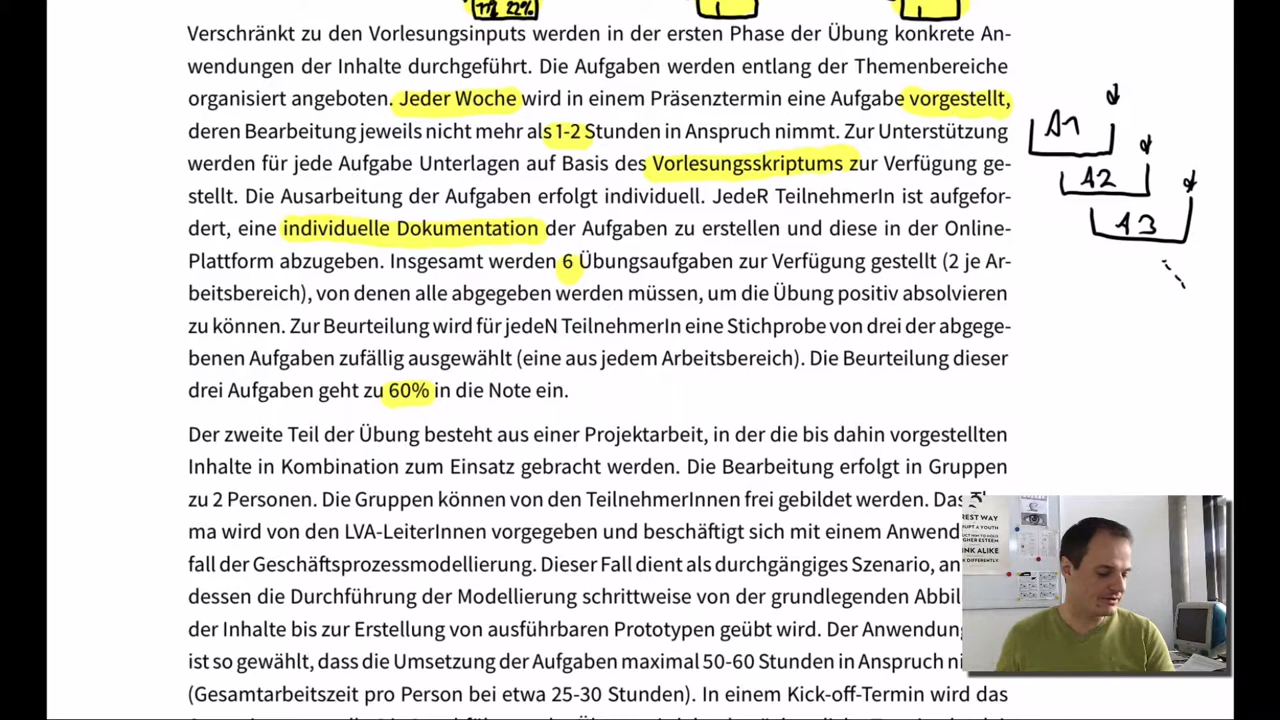 11% 22%
Verschränkt zu den Vorlesungsinputs werden in der ersten Phase der Übung konkrete An-
wendungen der Inhalte durchgeführt. Die Aufgaben werden entlang der Themenbereiche
organisiert angeboten. Jeder Woche wird in einem Präsenztermin eine Aufgabe vorgestellt,
deren Bearbeitung jeweils nicht mehr als 1-2 Stunden in Anspruch nimmt. Zur Unterstützung
werden für jede Aufgabe Unterlagen auf Basis des Vorlesungsskriptums zur Verfügung ge-
stellt. Die Ausarbeitung der Aufgaben erfolgt individuell. JedeR TeilnehmerIn ist aufgefor-
dert, eine individuelle Dokumentation der Aufgaben zu erstellen und diese in der Online-
Plattform abzugeben. Insgesamt werden 6 Übungsaufgaben zur Verfügung gestellt (2 je Ar-
beitsbereich), von denen alle abgegeben werden müssen, um die Übung positiv absolvieren
zu können. Zur Beurteilung wird für jedeN TeilnehmerIn eine Stichprobe von drei der abgege-
benen Aufgaben zufällig ausgewählt (eine aus jedem Arbeitsbereich). Die Beurteilung dieser
drei Aufgaben geht zu 60% in die Note ein.
A1
A2
A3
Der zweite Teil der Übung besteht aus einer Projektarbeit, in der die bis dahin vorgestellten
Inhalte in Kombination zum Einsatz gebracht werden. Die Bearbeitung erfolgt in Gruppen
zu 2 Personen. Die Gruppen können von den TeilnehmerInnen frei gebildet werden. Das
ma wird von den LVA-LeiterInnen vorgegeben und beschäftigt sich mit einem Anwend
fall der Geschäftsprozessmodellierung. Dieser Fall dient als durchgängiges Szenario, an
dessen die Durnführung der Modellierung schrittweise von der grundlegenden Abbil
der Inhalte bis zur Erstellung von ausführbaren Prototypen geübt wird. Der Anwendun
ist so gewählt, dass die Umsetzung der Aufgaben maximal 50-60 Stunden in Anspruch ni
(Gesamtarbeitszeit pro Person bei etwa 25-30 Stunden). In einem Kick-off-Termin wird das
REST WAY
UPT A YOUTH
HIGHER ESTEEM
INK ALIKE
K DIFFERENTLY